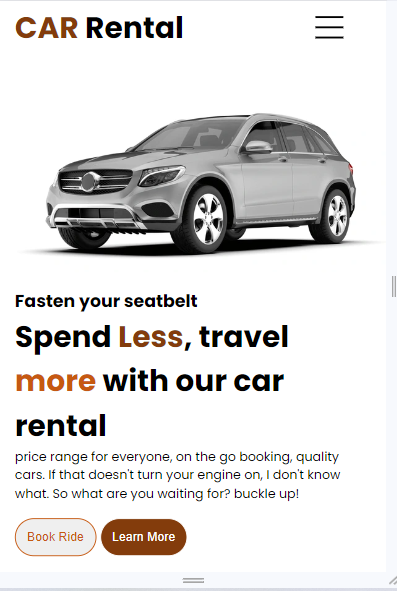 CAR Rental
Fasten your seatbelt
Spend Less, travel
more with our car
rental
price range for everyone, on the go booking, quality
cars. If that doesn't turn your engine on, I don't know
what. So what are you waiting for? buckle up!
Book Ride Learn More